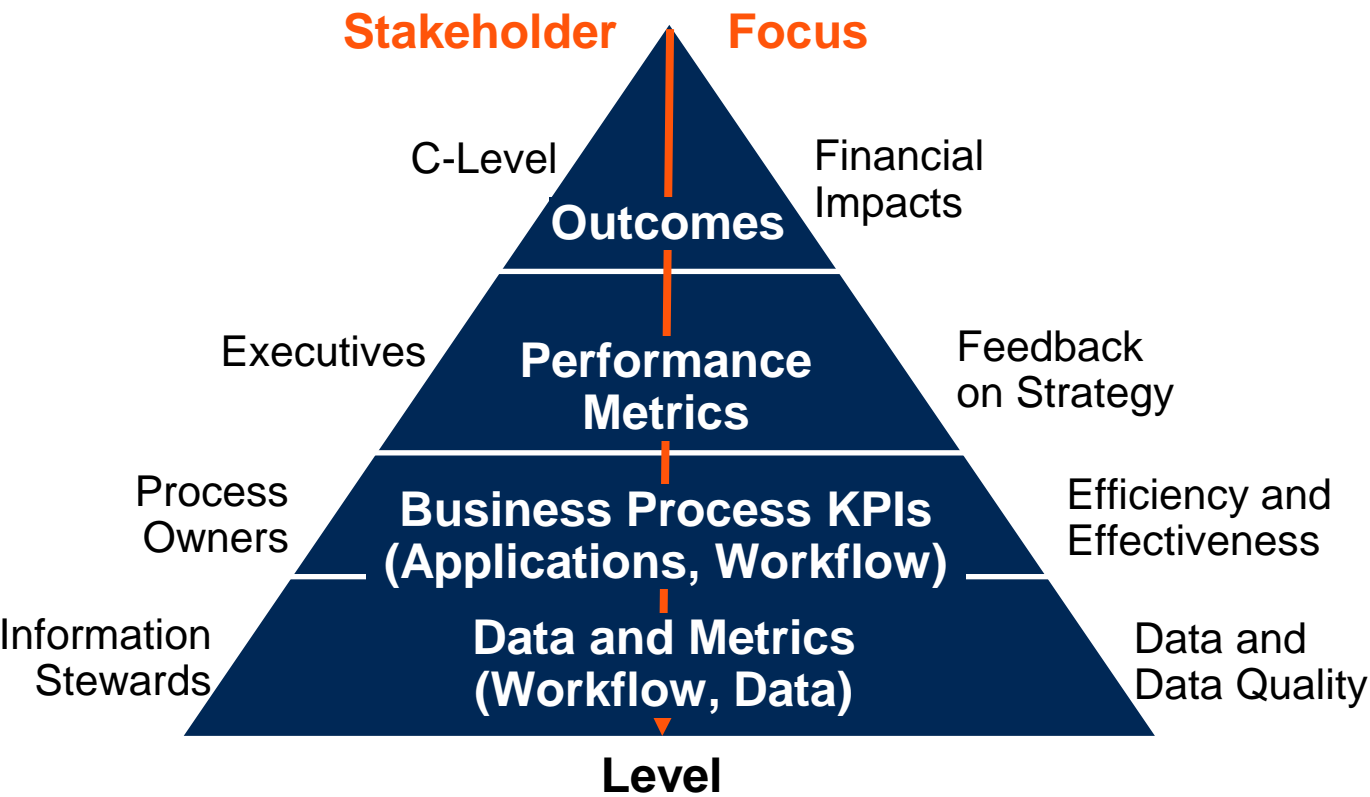 Stakeholder Focus
C-Level
Financial
Impacts
Outcomes
Executives
Performance
Metrics
Feedback
on Strategy
Process
Owners
Business Process KPIs
(Applications, Workflow)
Efficiency and
Effectiveness
Information
Stewards
Data and Metrics
(Workflow, Data)
Data and
Data Quality
Level